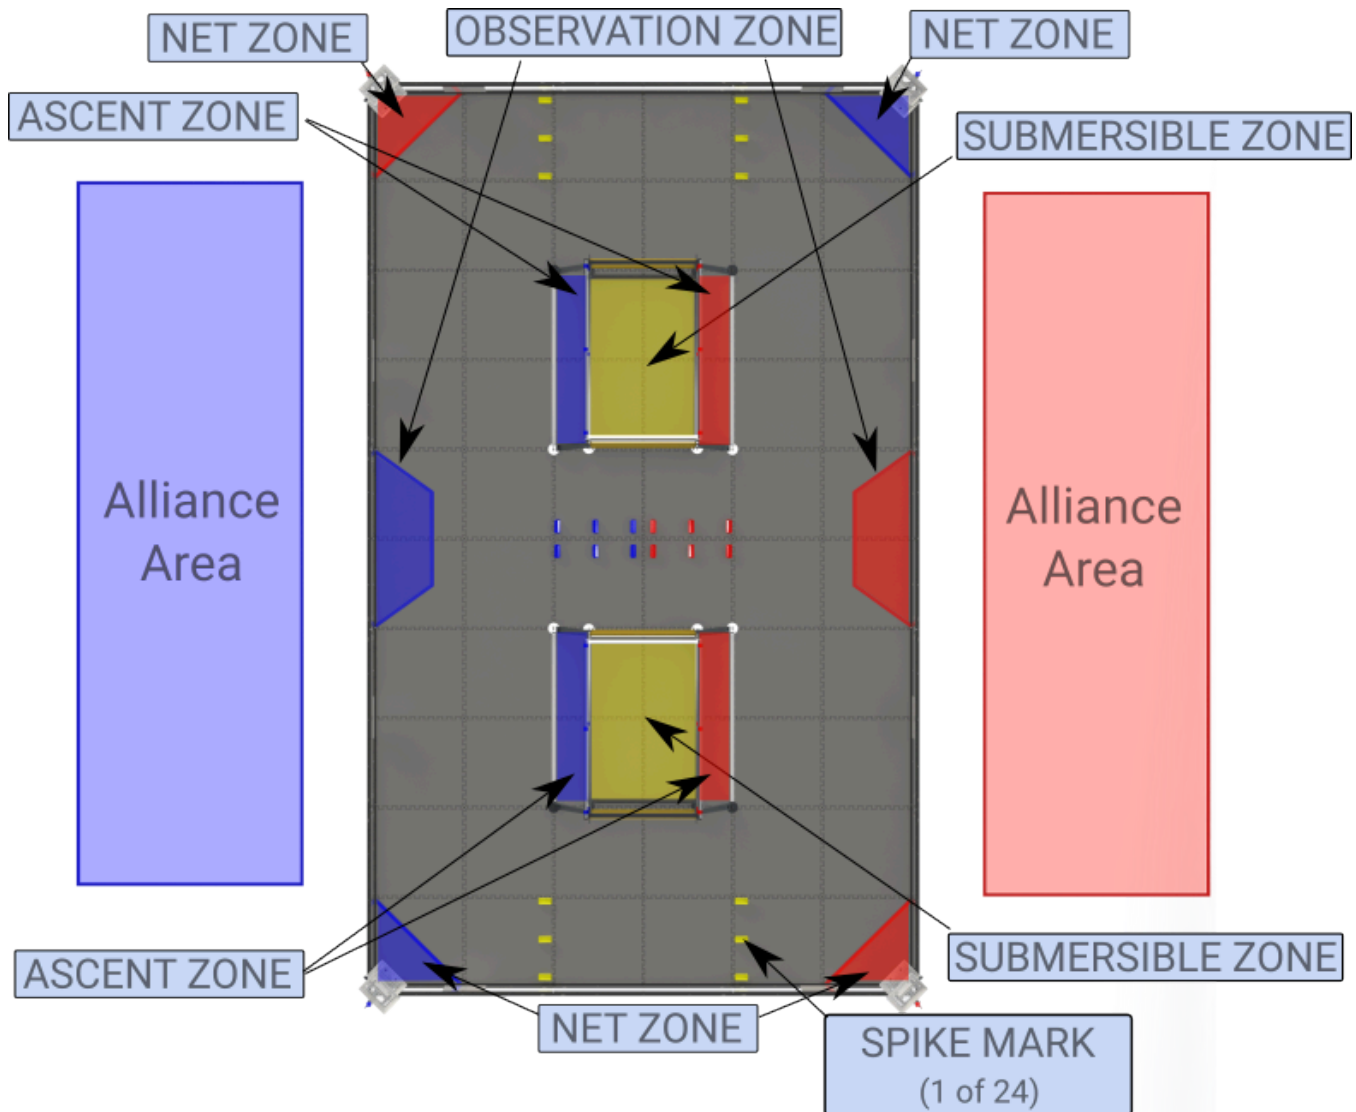 NET ZONE
OBSERVATION ZONE
NET ZONE
ASCENT ZONE
SUBMERSIBLE ZONE
Alliance
Area
Alliance
Area
ASCENT ZONE
SUBMERSIBLE ZONE
NET ZONE
SPIKE MARK
(1 of 24)